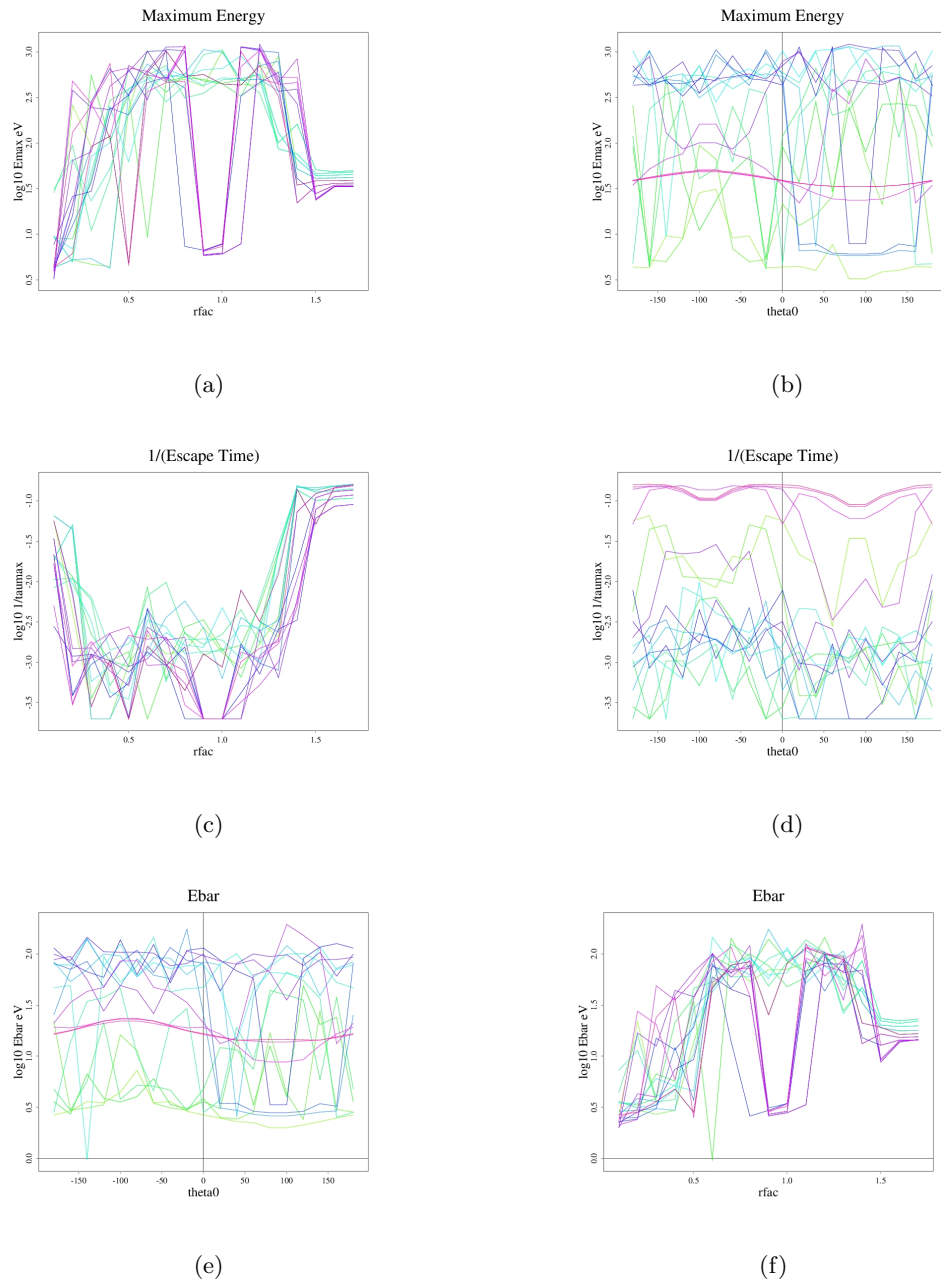 Maximum Energy
log10 Emax eV
0.5 1.0 1.5 2.0 2.5 3.0
0.5 1.0 1.5
rfac
(a)
Maximum Energy
log10 Emax eV
0.5 1.0 1.5 2.0 2.5 3.0
-150 -100 -50 0 50 100 150
theta0
(b)
1/(Escape Time)
log10 1/taumax
-3.5 -3.0 -2.5 -2.0 -1.5 -1.0
0.5 1.0 1.5
rfac
(c)
1/(Escape Time)
log10 1/taumax
-3.5 -3.0 -2.5 -2.0 -1.5 -1.0
-150 -100 -50 0 50 100 150
theta0
(d)
Ebar
log10 Ebar eV
0.0 0.5 1.0 1.5 2.0
-150 -100 -50 0 50 100 150
theta0
(e)
Ebar
log10 Ebar eV
0.0 0.5 1.0 1.5 2.0
0.5 1.0 1.5
rfac
(f)